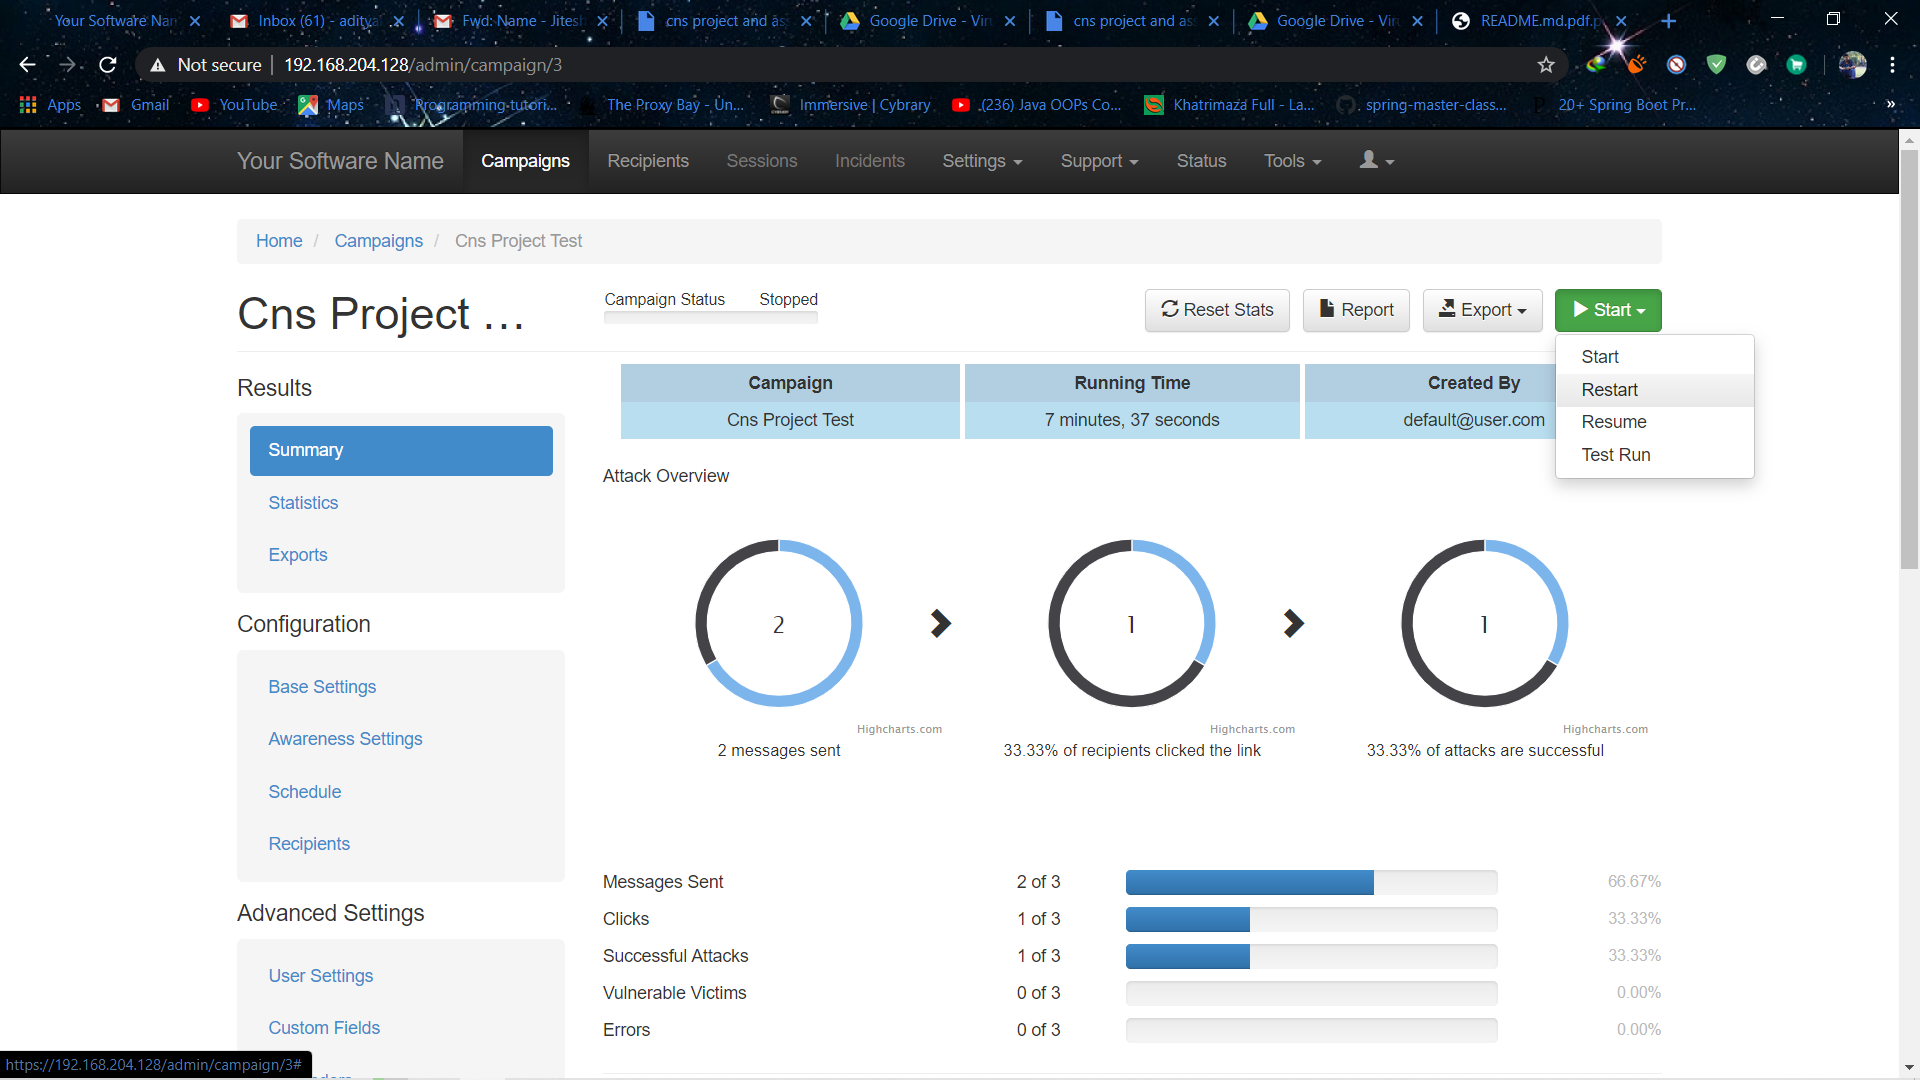 Your Software Nam
Inbox (61) - aditya
Fwd: Name - Jitesh
cns project and as
Google Drive - Viru
cns project and as
Google Drive - Viru
README.md.pdf.p
Not secure | 192.168.204.128/admin/campaign/3
Apps
Gmail
YouTube
Maps
Programming-tutori...
The Proxy Bay - Un...
Immersive | Cybrary
(236) Java OOPs Co...
Khatrimaza Full - La...
spring-master-class...
20+ Spring Boot Pr...
»
Your Software Name
Campaigns
Recipients
Sessions
Incidents
Settings
Support
Status
Tools
Home / Campaigns / Cns Project Test
Cns Project ...
Campaign Status Stopped
Reset Stats
Report
Export
Start
Start
Restart
Resume
Test Run
Results
Summary
Statistics
Exports
Configuration
Base Settings
Awareness Settings
Schedule
Recipients
Advanced Settings
User Settings
Custom Fields
Campaign Running Time Created By
Cns Project Test 7 minutes, 37 seconds default@user.com
Attack Overview
2
1
1
Highcharts.com
Highcharts.com
Highcharts.com
2 messages sent
33.33% of recipients clicked the link
33.33% of attacks are successful
Messages Sent 2 of 3 66.67%
Clicks 1 of 3 33.33%
Successful Attacks 1 of 3 33.33%
Vulnerable Victims 0 of 3 0.00%
Errors 0 of 3 0.00%
https://192.168.204.128/admin/campaign/3#